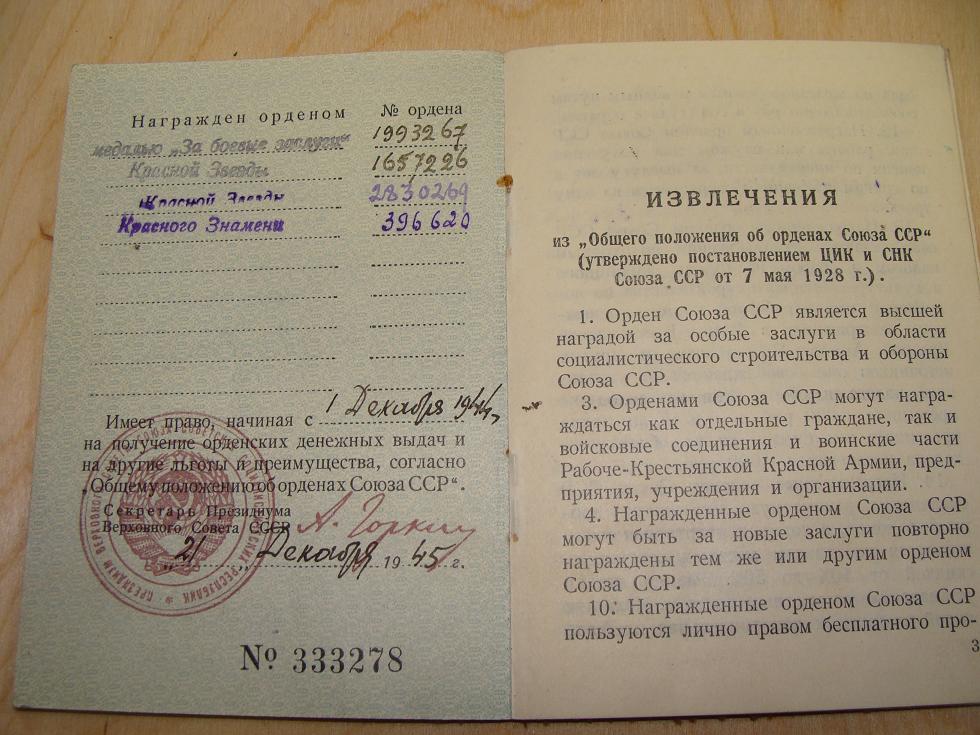 Награжден орденом № ордена
медалью „За боевые заслуги" 1993267
Красной Звезды 1657226
Красной Звезды 2830269
Красного Знамени 396620
Имеет право, начиная с 1 Декабря 1944 г.
на получение орденских денежных выдач и
на другие льготы и преимущества, согласно
„Общему положению об орденах Союза ССР".
Секретарь Президиума
Верховного Совета СССР А. Горкин
„21" Декабря 1945 г.
№ 333278
ИЗВЛЕЧЕНИЯ
из „Общего положения об орденах Союза ССР"
(утверждено постановлением ЦИК и СНК
Союза ССР от 7 мая 1928 г.).
1. Орден Союза ССР является высшей
наградой за особые заслуги в области
социалистического строительства и обороны
Союза ССР.
3. Орденами Союза ССР могут награ-
ждаться как отдельные граждане, так и
войсковые соединения и воинские части
Рабоче-Крестьянской Красной Армии, пред-
приятия, учреждения и организации.
4. Награжденные орденом Союза ССР
могут быть за новые заслуги повторно
награждены тем же или другим орденом
Союза ССР.
10. Награжденные орденом Союза ССР
пользуются лично правом бесплатного про-
3